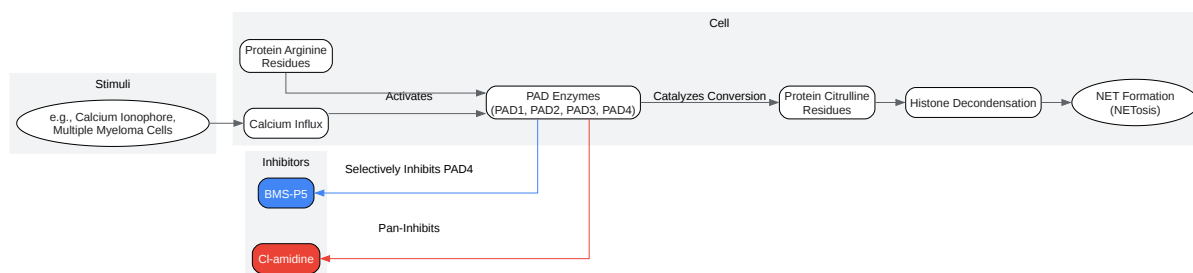 Cell
Protein Arginine
Residues
Stimuli
e.g., Calcium Ionophore,
Multiple Myeloma Cells
Calcium Influx
Activates
PAD Enzymes
(PAD1, PAD2, PAD3, PAD4)
Catalyzes Conversion
Protein Citrulline
Residues
Histone Decondensation
NET Formation
(NETosis)
Inhibitors
Selectively Inhibits PAD4
BMS-P5
Pan-Inhibits
Cl-amidine